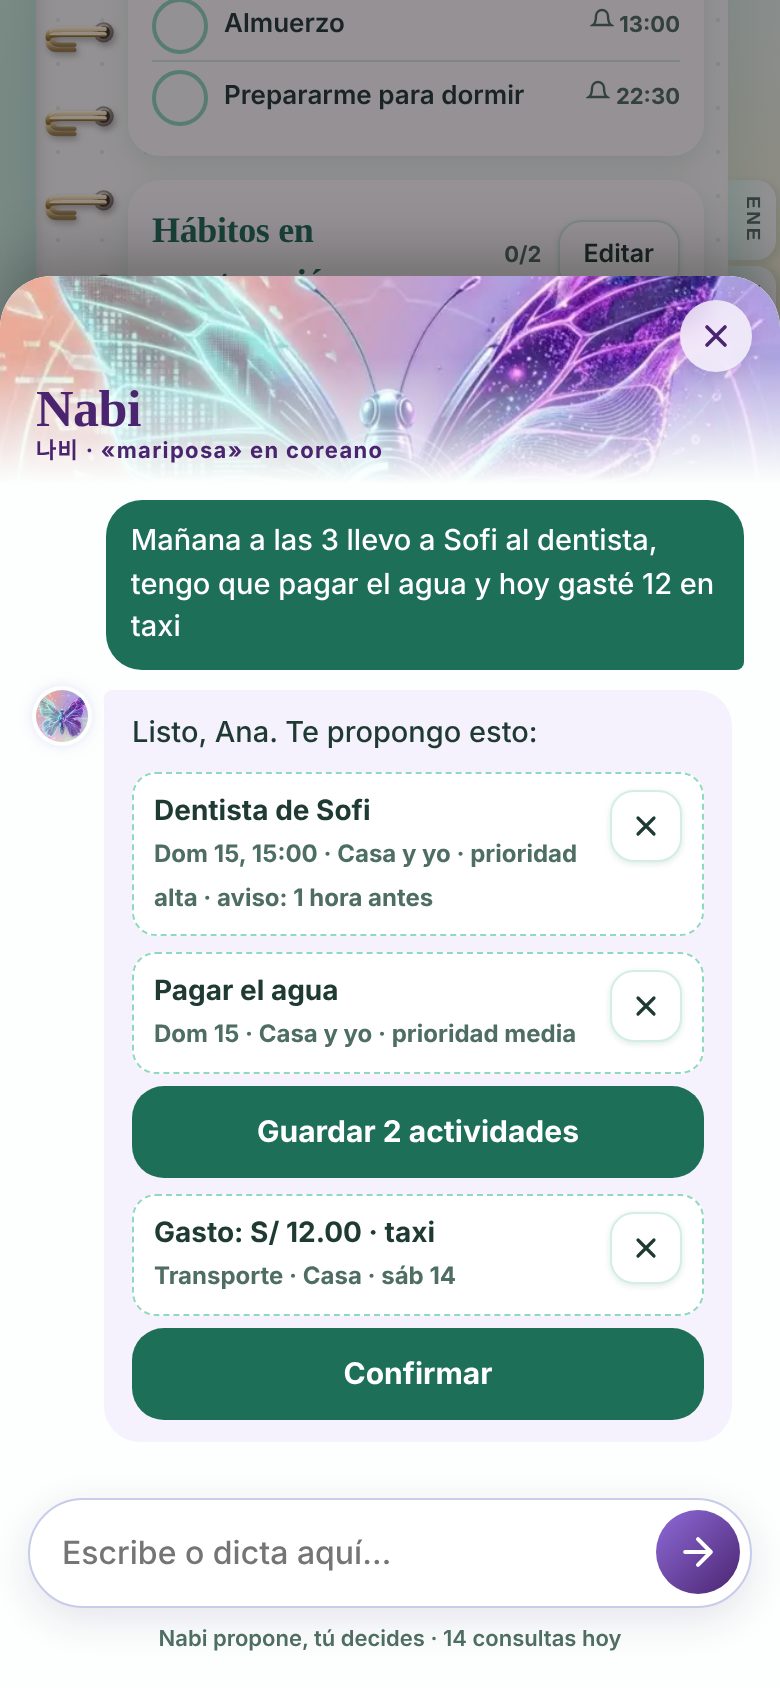 Almuerzo
13:00
Prepararme para dormir
22:30
ENE
Hábitos en
0/2
Editar
Nabi
나비 · «mariposa» en coreano
Mañana a las 3 llevo a Sofi al dentista,
tengo que pagar el agua y hoy gasté 12 en
taxi
Listo, Ana. Te propongo esto:
Dentista de Sofi
Dom 15, 15:00 · Casa y yo · prioridad
alta · aviso: 1 hora antes
Pagar el agua
Dom 15 · Casa y yo · prioridad media
Guardar 2 actividades
Gasto: S/ 12.00 · taxi
Transporte · Casa · sáb 14
Confirmar
Escribe o dicta aquí...
Nabi propone, tú decides · 14 consultas hoy